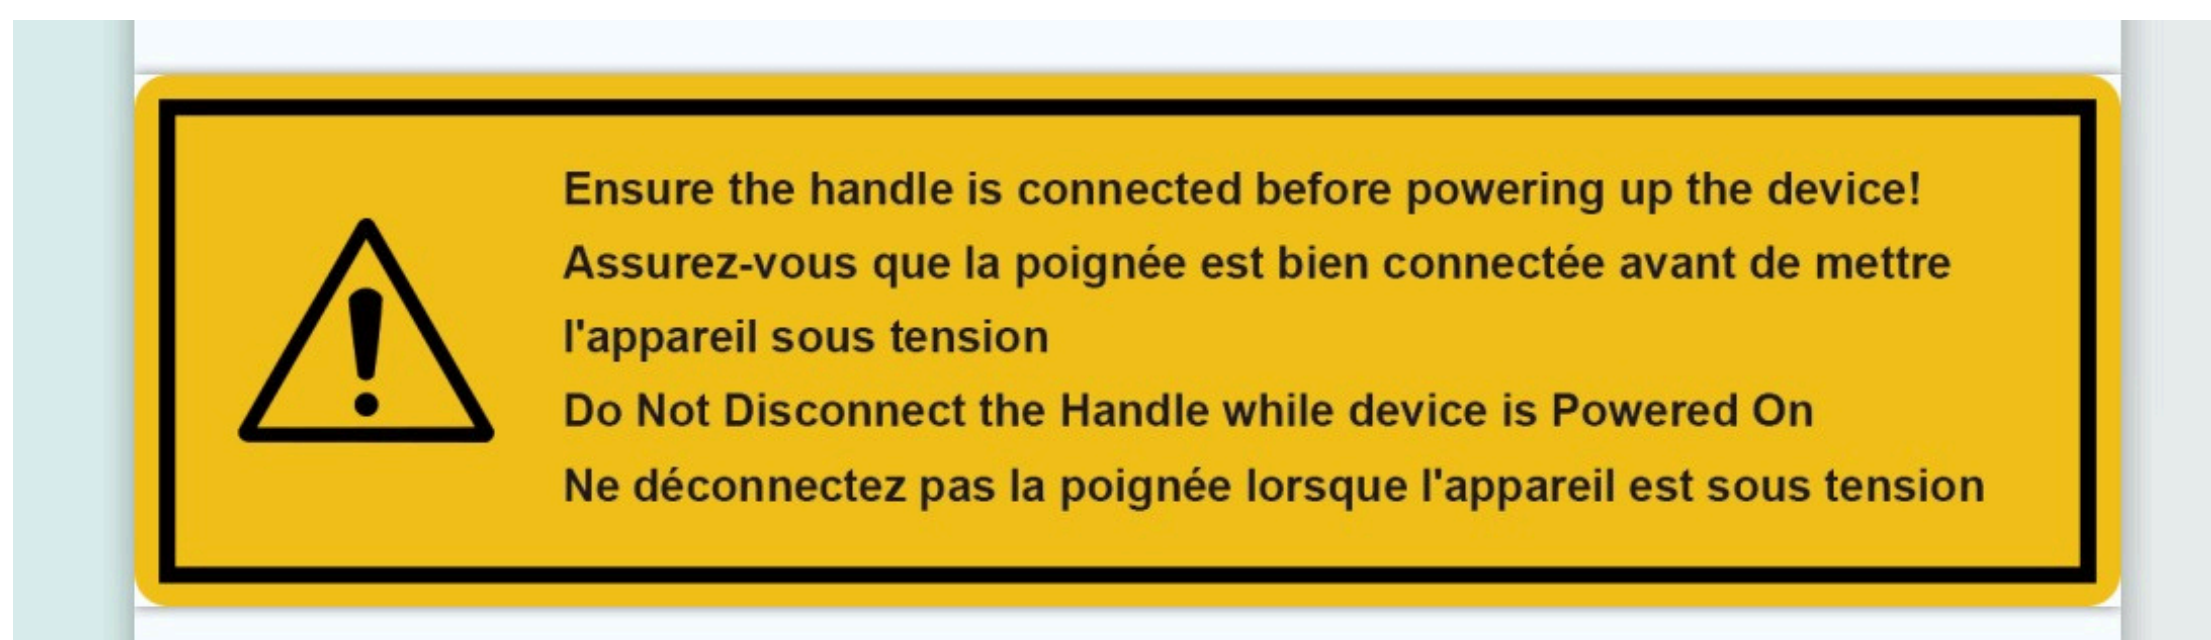 Ensure the handle is connected before powering up the device!
Assurez-vous que la poignée est bien connectée avant de mettre
l'appareil sous tension
Do Not Disconnect the Handle while device is Powered On
Ne déconnectez pas la poignée lorsque l'appareil est sous tension